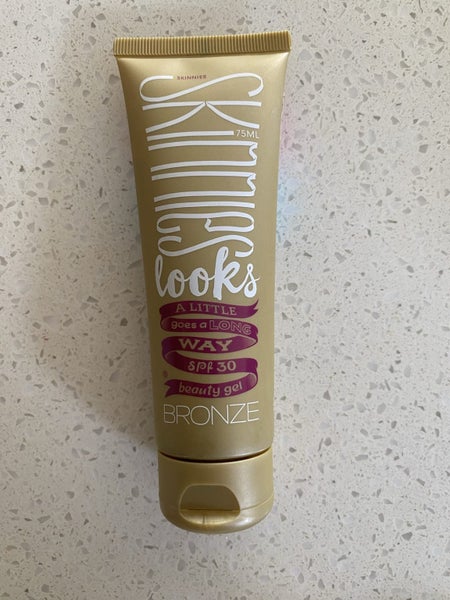 SKINNIES
SKINNIES
75ML
looks
A LITTLE
goes a LONG
WAY
SPf 30
beauty gel
BRONZE